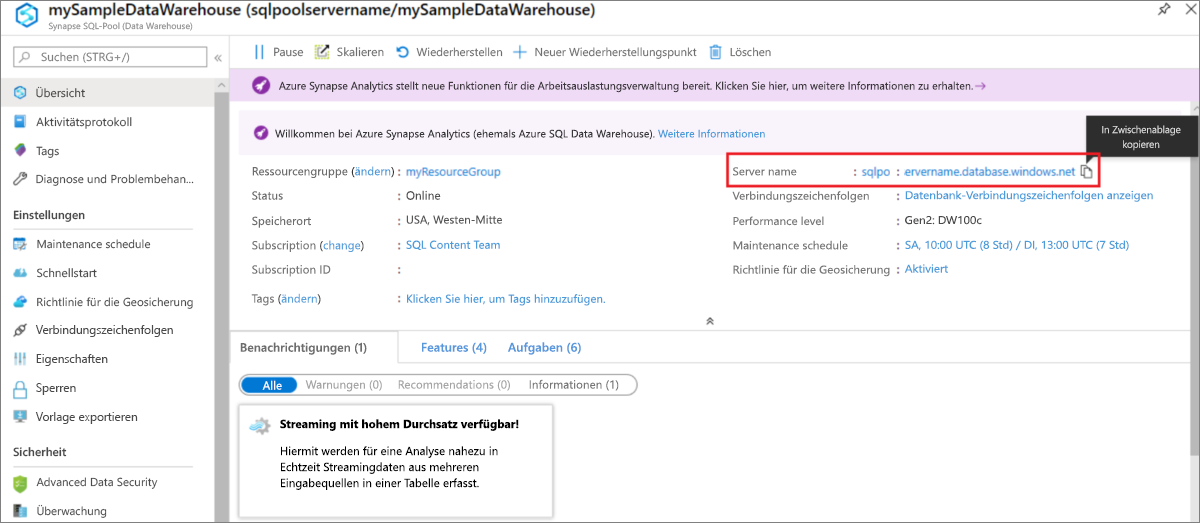 mySampleDataWarehouse (sqlpoolservername/mySampleDataWarehouse)
Synapse SQL-Pool (Data Warehouse)
Suchen (STRG+/)
«
Übersicht
Aktivitätsprotokoll
Tags
Diagnose und Problembehan...
Einstellungen
Maintenance schedule
Schnellstart
Richtlinie für die Geosicherung
Verbindungszeichenfolgen
Eigenschaften
Sperren
Vorlage exportieren
Sicherheit
Advanced Data Security
Überwachung
Pause Skalieren Wiederherstellen Neuer Wiederherstellungspunkt Löschen
Azure Synapse Analytics stellt neue Funktionen für die Arbeitsauslastungsverwaltung bereit. Klicken Sie hier, um weitere Informationen zu erhalten. →
Willkommen bei Azure Synapse Analytics (ehemals Azure SQL Data Warehouse). Weitere Informationen
In Zwischenablage
kopieren
Ressourcengruppe (ändern) : myResourceGroup
Status : Online
Speicherort : USA, Westen-Mitte
Subscription (change) : SQL Content Team
Subscription ID :
Tags (ändern) : Klicken Sie hier, um Tags hinzuzufügen.
Server name : sqlpo : ervername.database.windows.net
Verbindungszeichenfolgen : Datenbank-Verbindungszeichenfolgen anzeigen
Performance level : Gen2: DW100c
Maintenance schedule : SA, 10:00 UTC (8 Std) / DI, 13:00 UTC (7 Std)
Richtlinie für die Geosicherung : Aktiviert
Benachrichtigungen (1) Features (4) Aufgaben (6)
Alle Warnungen (0) Recommendations (0) Informationen (1)
Streaming mit hohem Durchsatz verfügbar!
Hiermit werden für eine Analyse nahezu in
Echtzeit Streamingdaten aus mehreren
Eingabequellen in einer Tabelle erfasst.